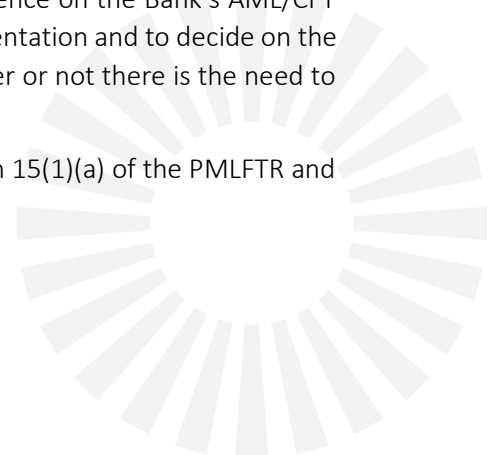 ence on the Bank's AML/CFT
entation and to decide on the
er or not there is the need to
15(1)(a) of the PMLFTR and